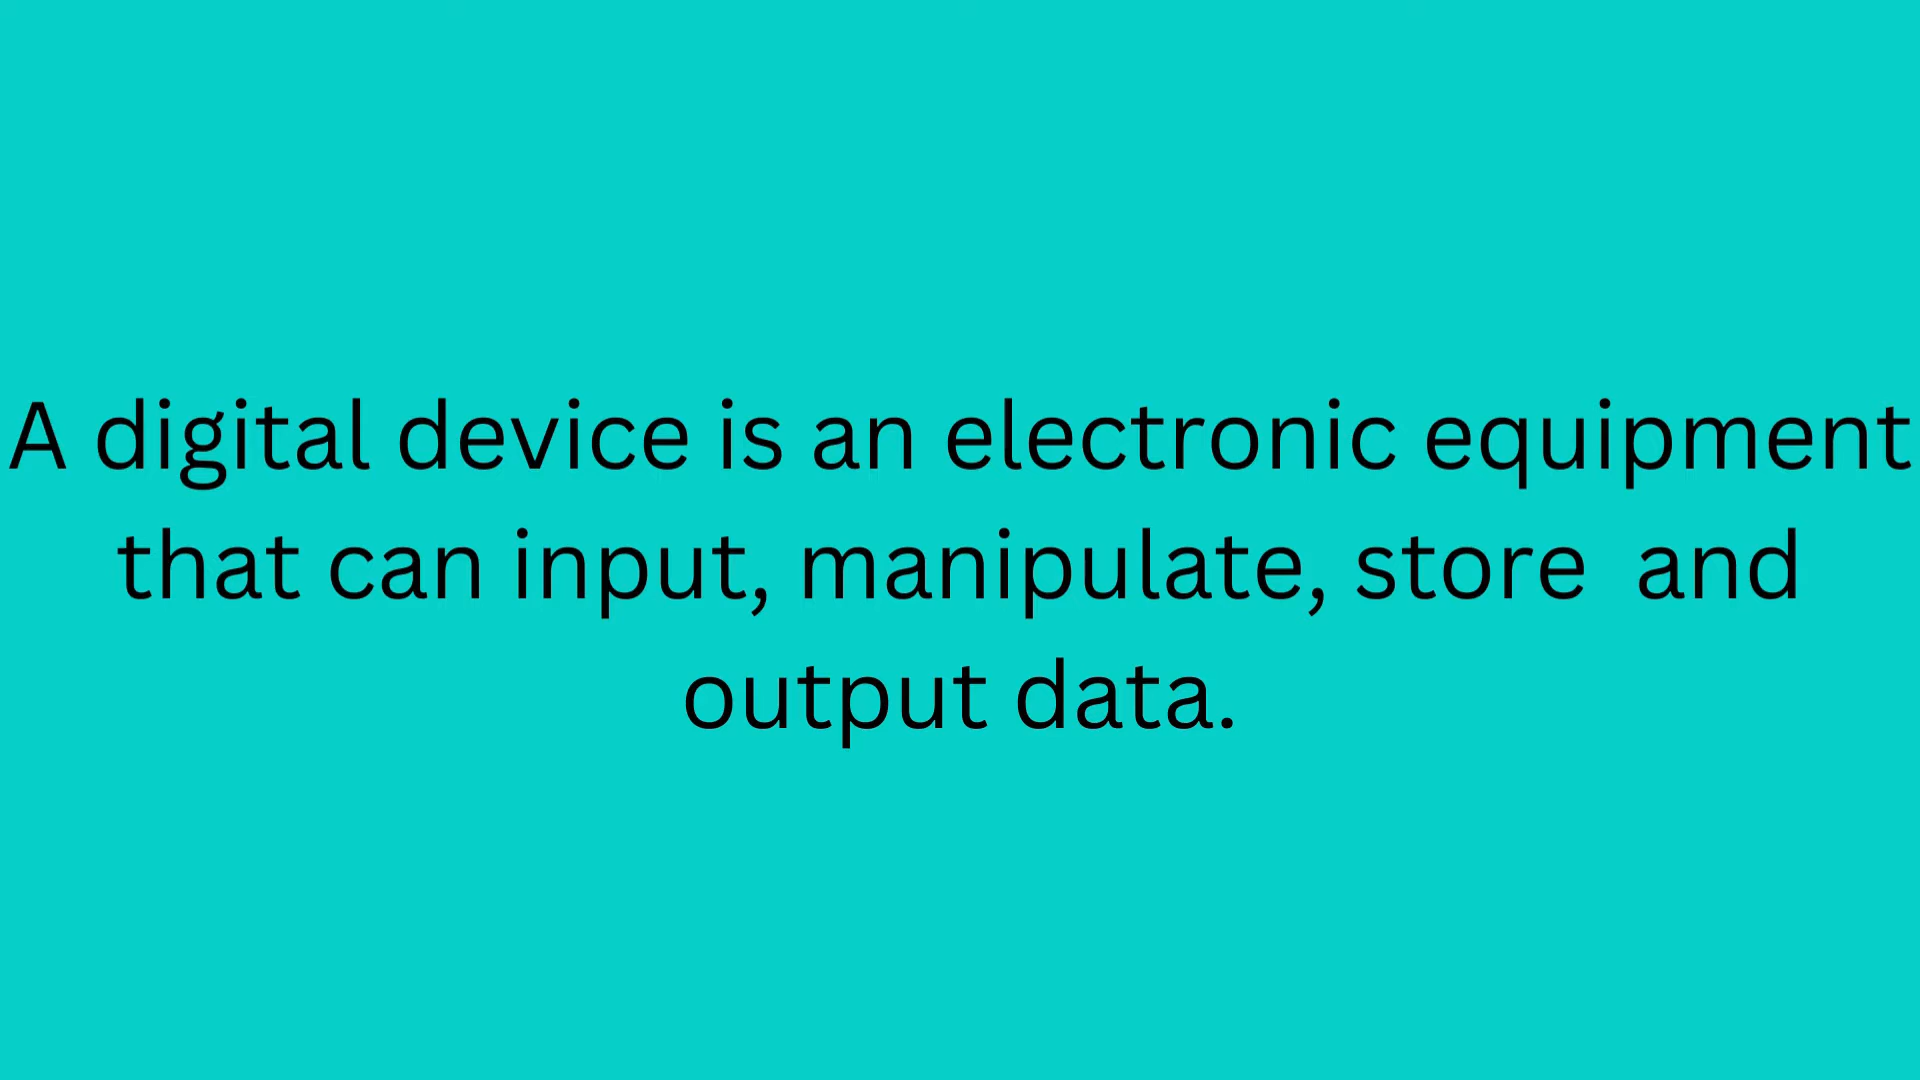 A digital device is an electronic equipment
that can input, manipulate, store  and
output data.